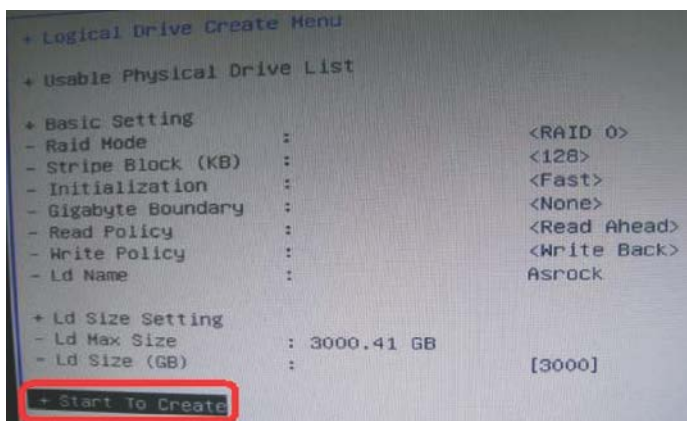 + Logical Drive Create Menu
+ Usable Physical Drive List
+ Basic Setting
- Raid Mode : <RAID 0>
- Stripe Block (KB) : <128>
- Initialization : <Fast>
- Gigabyte Boundary : <None>
- Read Policy : <Read Ahead>
- Write Policy : <Write Back>
- Ld Name : Asrock
+ Ld Size Setting
- Ld Max Size : 3000.41 GB
- Ld Size (GB) : [3000]
+ Start To Create